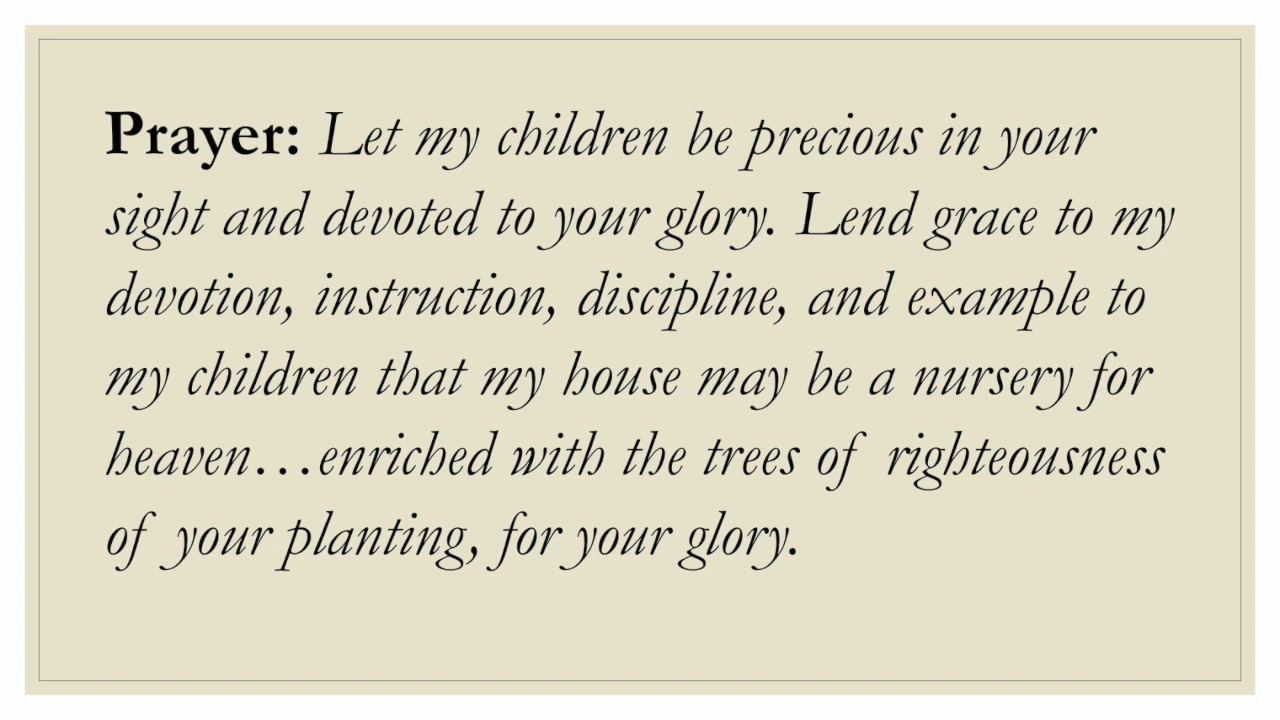 Prayer: Let my children be precious in your
sight and devoted to your glory. Lend grace to my
devotion, instruction, discipline, and example to
my children that my house may be a nursery for
heaven…enriched with the trees of righteousness
of your planting, for your glory.